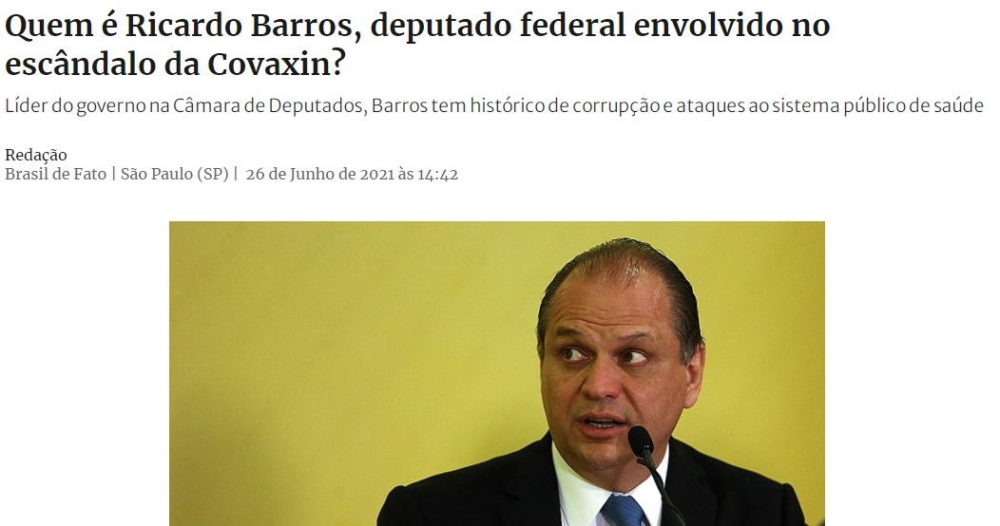 Quem é Ricardo Barros, deputado federal envolvido no
escândalo da Covaxin?
Líder do governo na Câmara de Deputados, Barros tem histórico de corrupção e ataques ao sistema público de saúde
Redação
Brasil de Fato | São Paulo (SP) | 26 de Junho de 2021 às 14:42